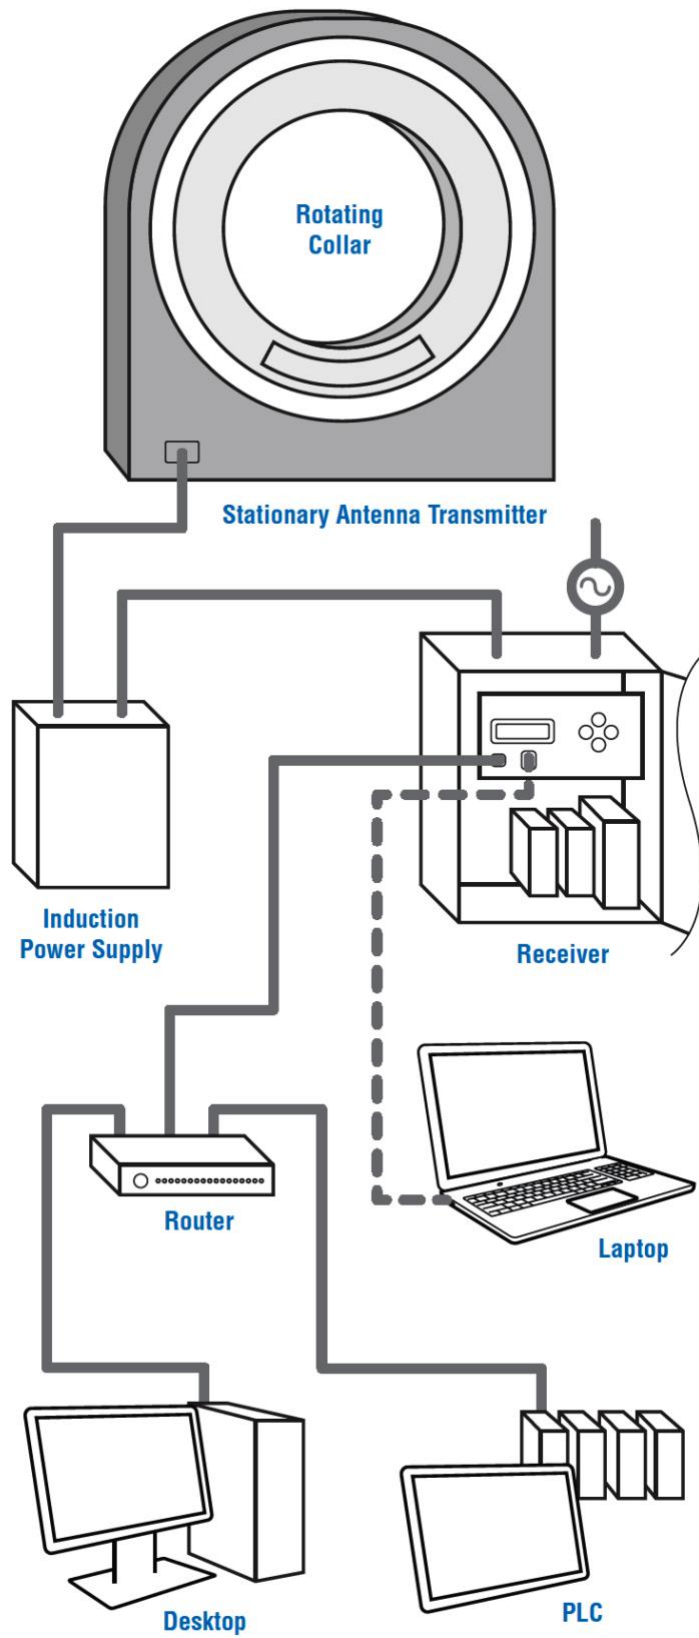 Rotating
Collar
Stationary Antenna Transmitter
Induction
Power Supply
Receiver
Router
Laptop
Desktop
PLC